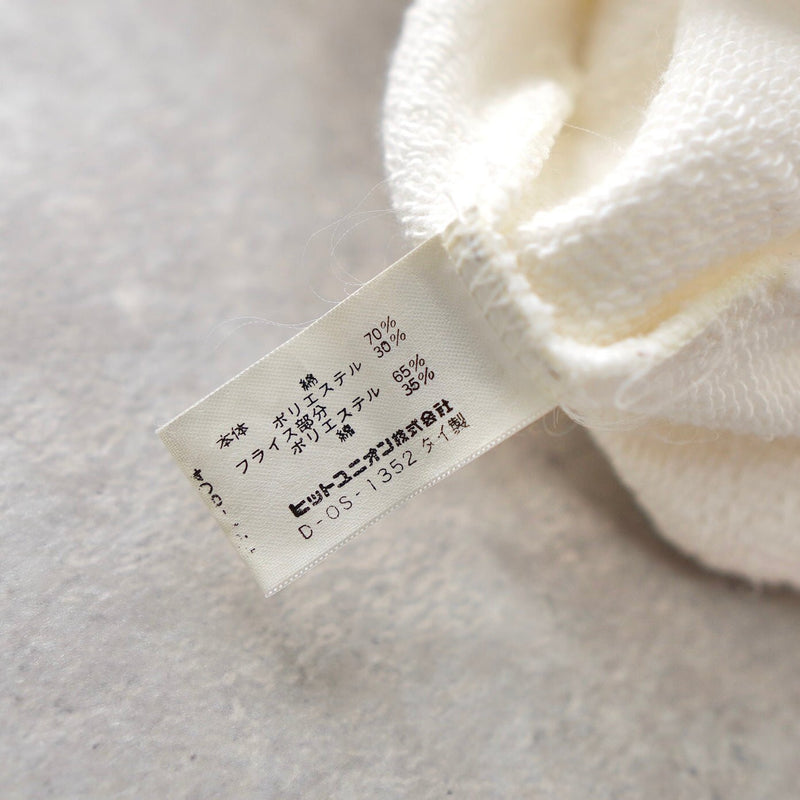 本体 綿 70%
ポリエステル 30%
フライス部分
ポリエステル 65%
綿 35%
ヒットユニオン株式会社
D-OS-1352 タイ製